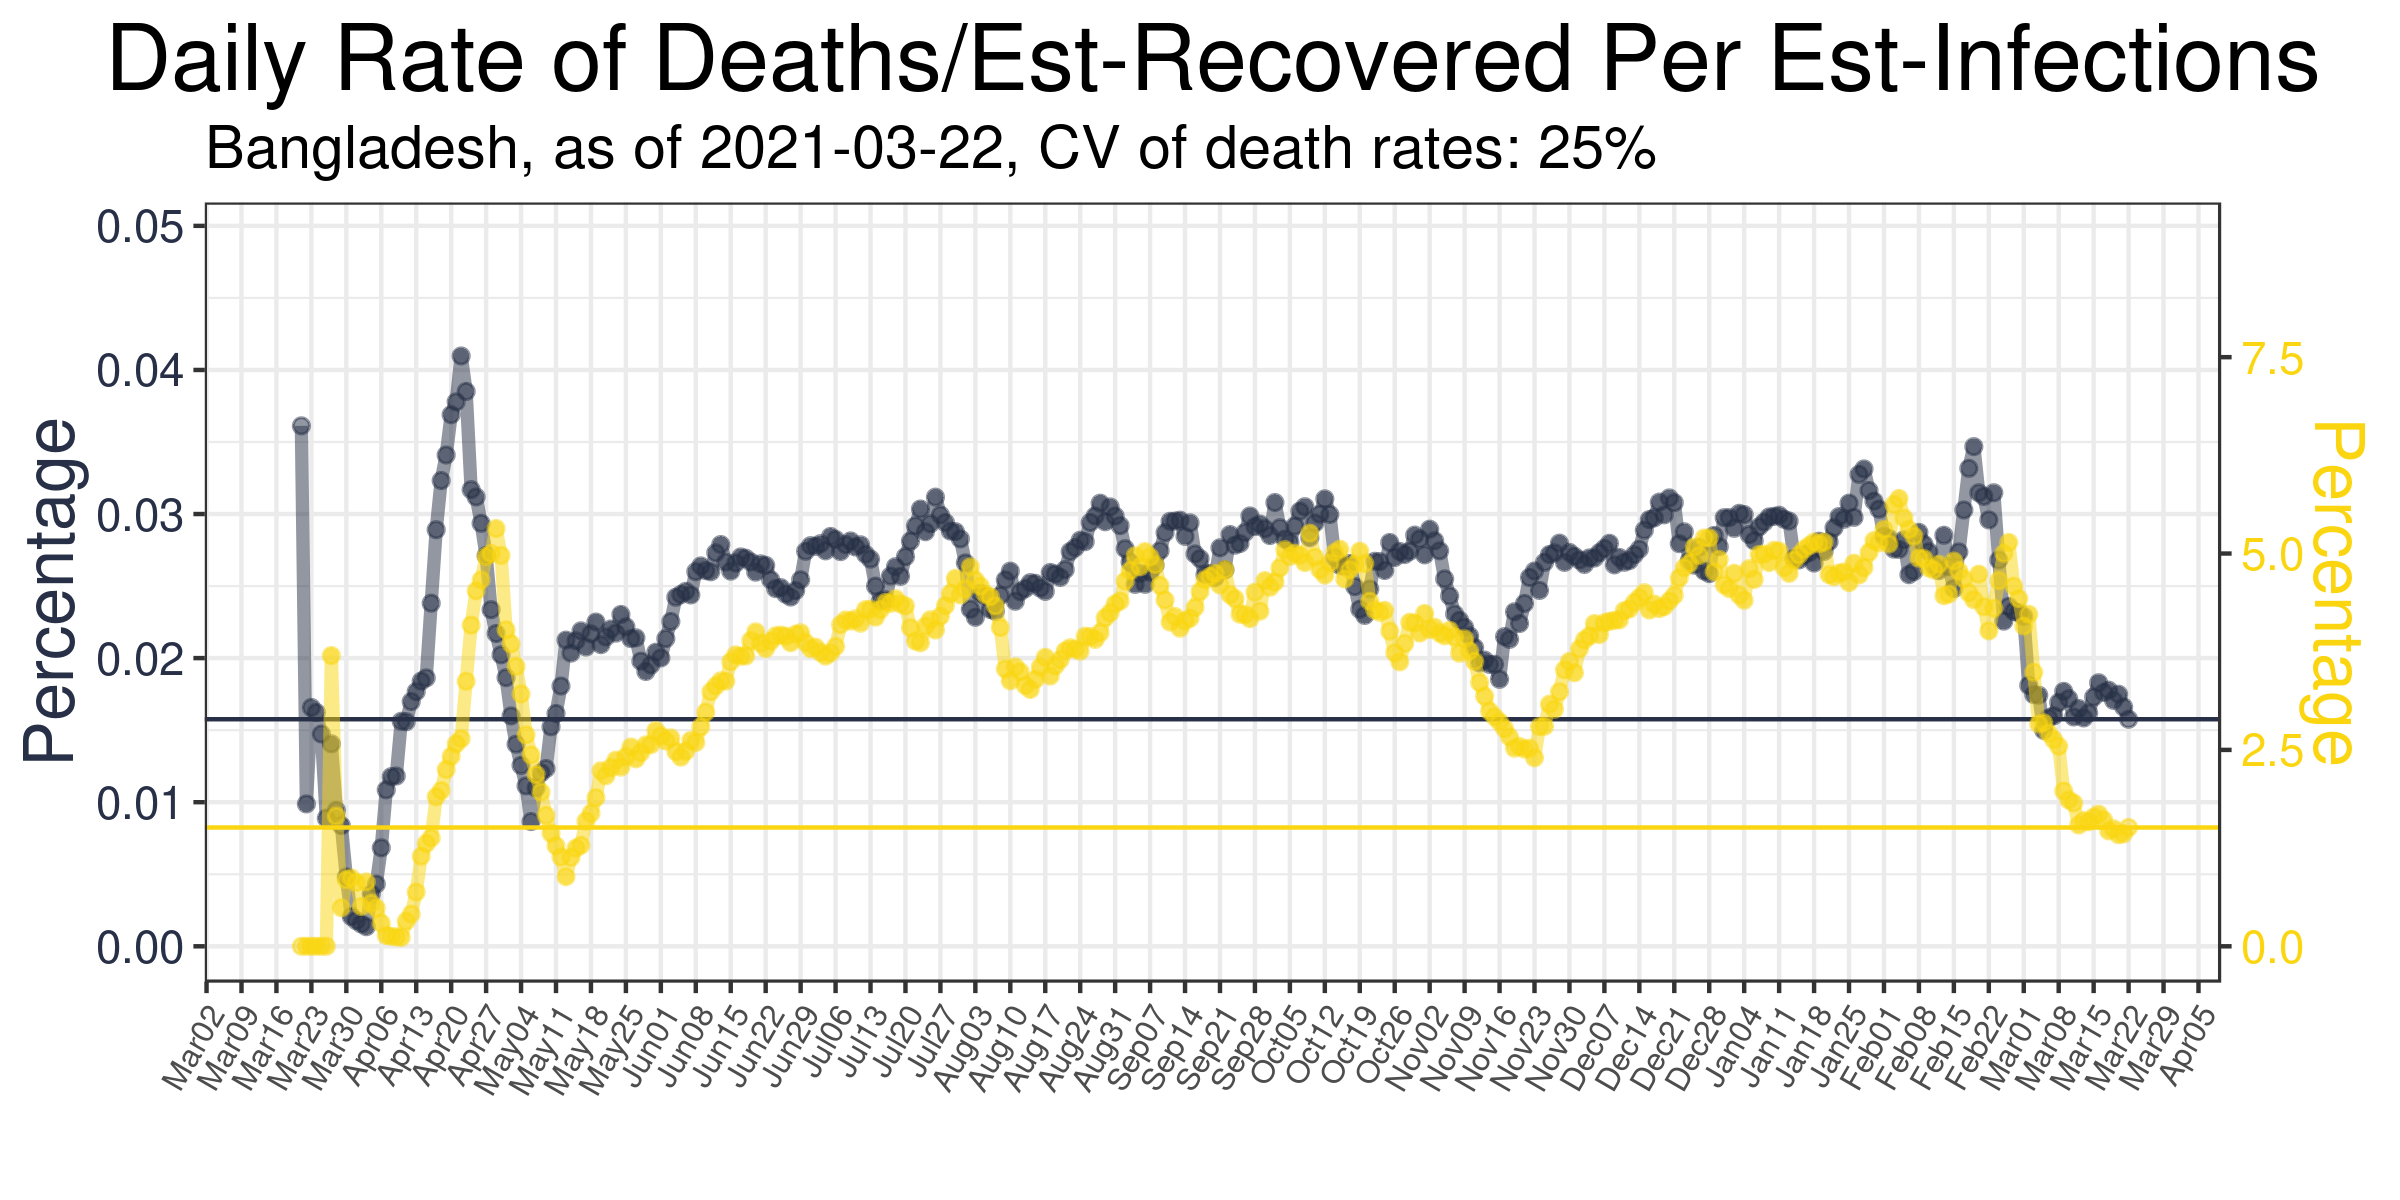 Daily Rate of Deaths/Est-Recovered Per Est-Infections
Bangladesh, as of 2021-03-22, CV of death rates: 25%
Percentage
0.05
0.04
0.03
0.02
0.01
0.00
7.5
5.0
2.5
0.0
Percentage
Mar02 Mar09 Mar16 Mar23 Mar30 Apr06 Apr13 Apr20 Apr27 May04 May11 May18 May25 Jun01 Jun08 Jun15 Jun22 Jun29 Jul06 Jul13 Jul20 Jul27 Aug03 Aug10 Aug17 Aug24 Aug31 Sep07 Sep14 Sep21 Sep28 Oct05 Oct12 Oct19 Oct26 Nov02 Nov09 Nov16 Nov23 Nov30 Dec07 Dec14 Dec21 Dec28 Jan04 Jan11 Jan18 Jan25 Feb01 Feb08 Feb15 Feb22 Mar01 Mar08 Mar15 Mar22 Mar29 Apr05